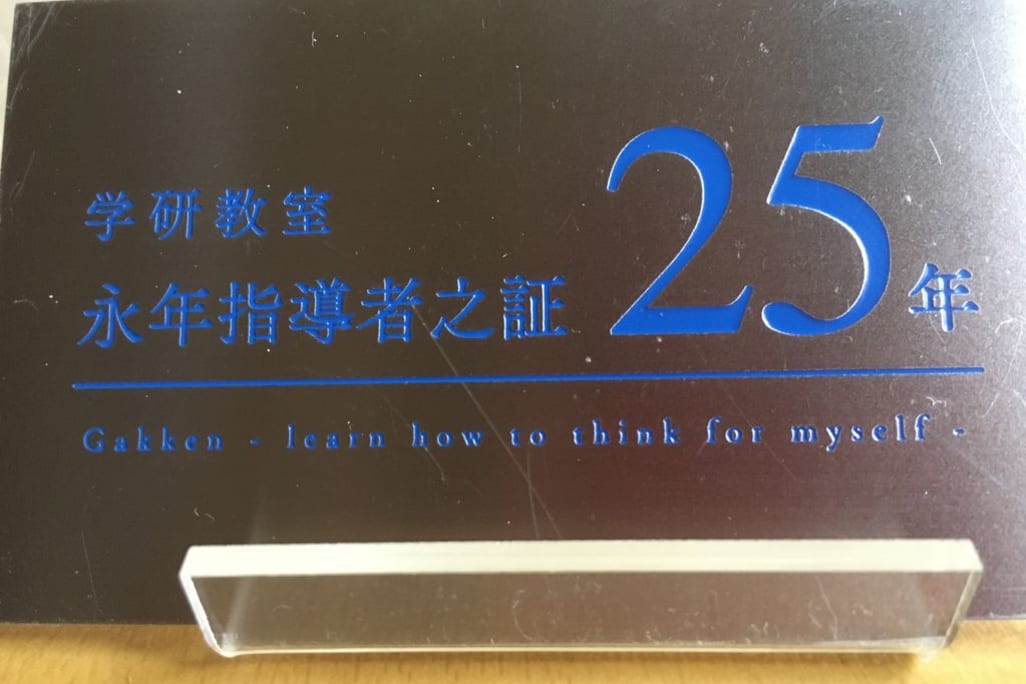 学研教室
永年指導者之証 25年
Gakken - learn how to think for myself -